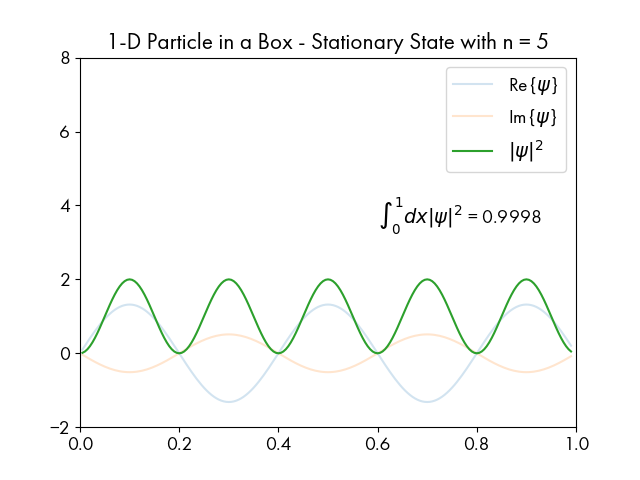 1-D Particle in a Box - Stationary State with n = 5
8
6
4
2
0
−2
0.0 0.2 0.4 0.6 0.8 1.0
Re{ψ}
Im{ψ}
|ψ|²
∫₀¹dx|ψ|² = 0.9998